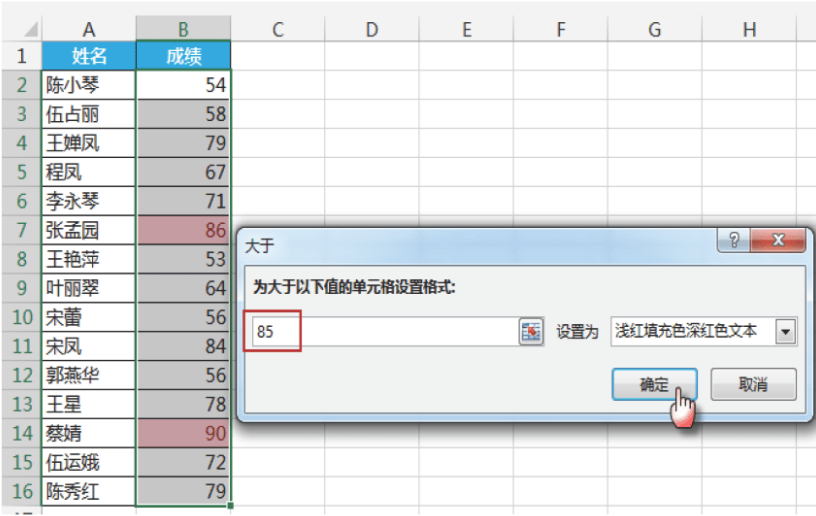 A B C D E F G H
1 姓名 成绩
2 陈小琴 54
3 伍占丽 58
4 王婵凤 79
5 程凤 67
6 李永琴 71
7 张孟园 86
8 王艳萍 53
9 叶丽翠 64
10 宋蕾 56
11 宋凤 84
12 郭燕华 56
13 王星 78
14 蔡婧 90
15 伍运娥 72
16 陈秀红 79
大于
?
为大于以下值的单元格设置格式:
85 设置为 浅红填充色深红色文本
确定 取消